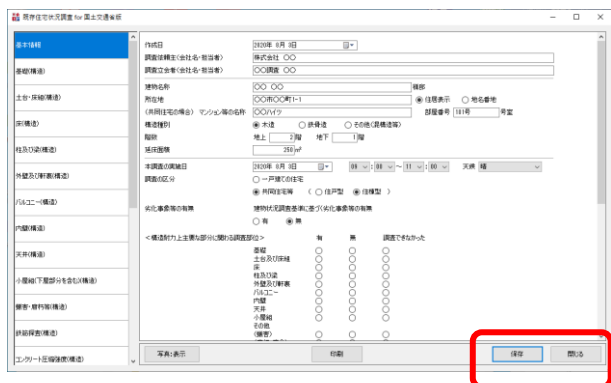 既存住宅状況調査 for 国土交通省版
基本情報
基礎(構造)
土台・床組(構造)
床(構造)
柱及び梁(構造)
外壁及び軒裏(構造)
バルコニー(構造)
内壁(構造)
天井(構造)
小屋組(下屋部分を含む)(構造)
蟻害・腐朽等(構造)
鉄筋探査(構造)
コンクリート圧縮強度(構造)
作成日 2020年 8月 3日
調査依頼主(会社名・担当者) 株式会社 〇〇
調査立会者(会社名・担当者) 〇〇調査 〇〇
建物名称 〇〇 〇〇 様邸
所在地 〇〇市〇〇町1-1 住居表示 地名番地
(共同住宅の場合) マンション等の名称 〇〇ハイツ 部屋番号 101号 号室
構造種別 木造 鉄骨造 その他(混構造等)
階数 地上 2階 地下 1階
延床面積 250㎡
本調査の実施日 2020年 8月 3日 09 : 00 ～ 11 : 00 天候 晴
調査の区分 一戸建ての住宅
共同住宅等 ( 住戸型 住棟型 )
劣化事象等の有無 建物状況調査基準に基づく劣化事象等の有無
有 無
<構造耐力上主要な部分に関わる調査部位> 有 無 調査できなかった
基礎
土台及び床組
床
柱及び梁
外壁及び軒裏
バルコニー
内壁
天井
小屋組
その他
(蟻害)
写真:表示 印刷 保存 閉じる